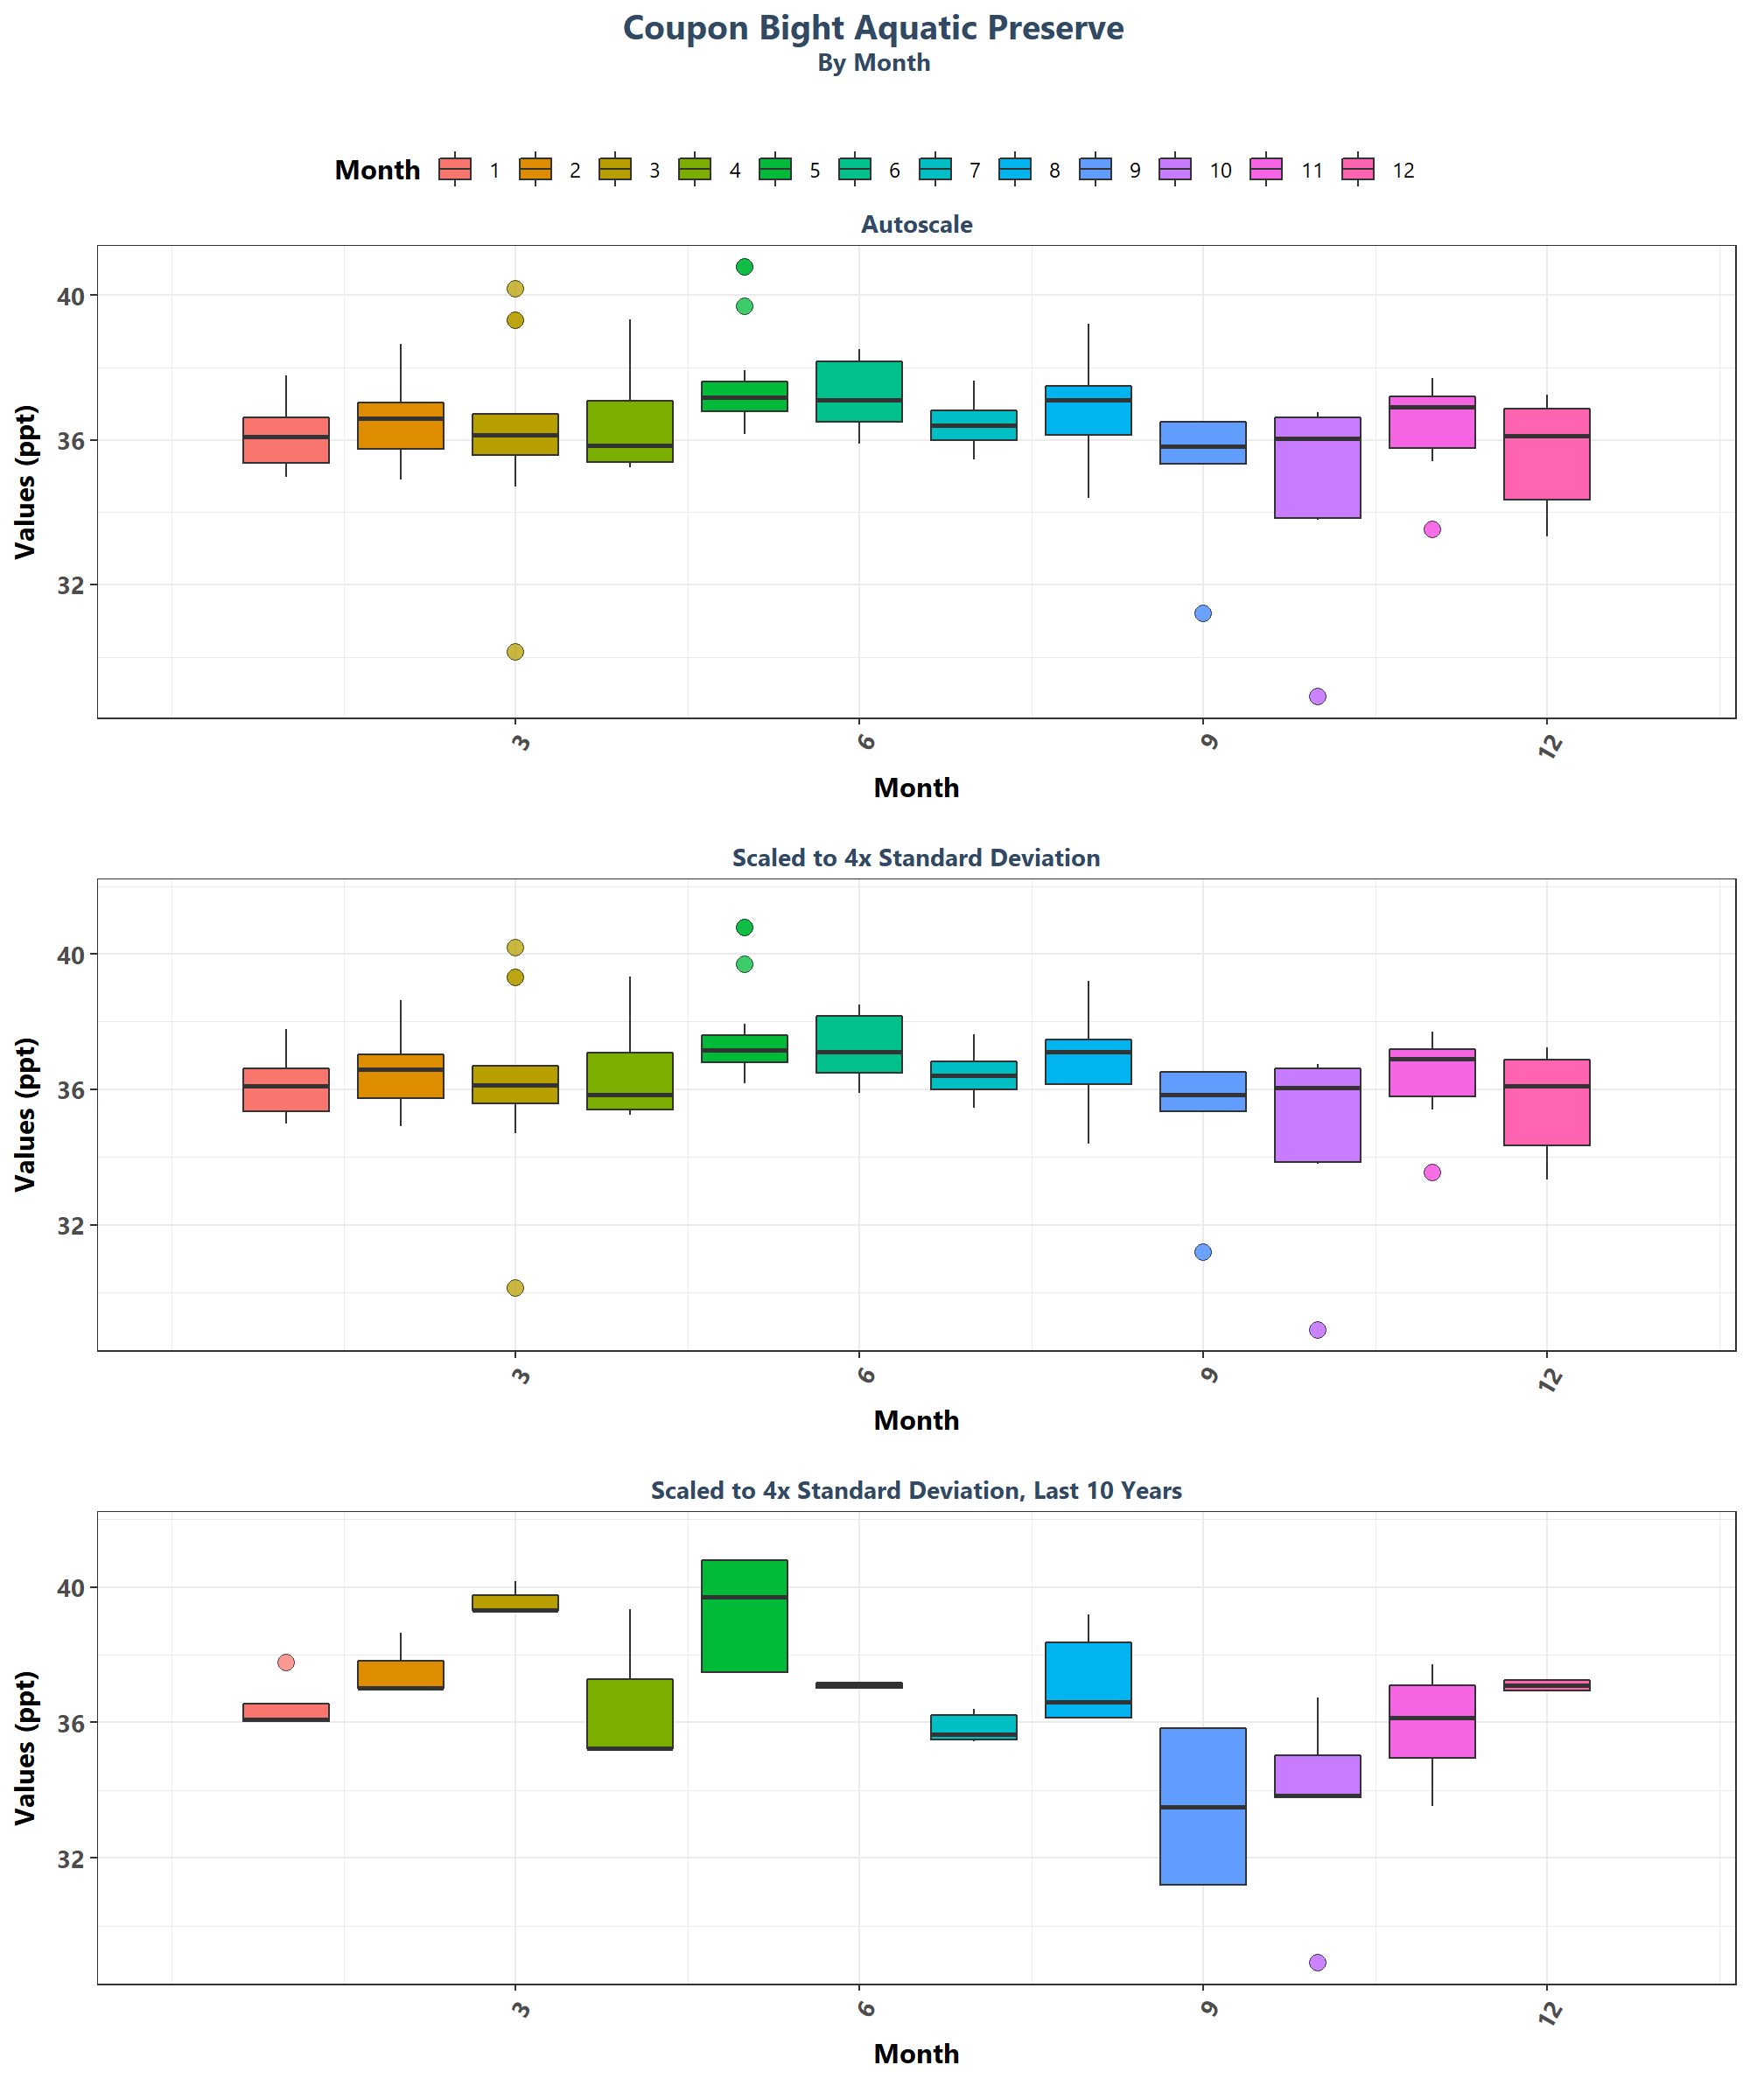 Coupon Bight Aquatic Preserve
By Month
Month 1 2 3 4 5 6 7 8 9 10 11 12
Autoscale
Values (ppt)
40
36
32
3 6 9 12
Month
Scaled to 4x Standard Deviation
Values (ppt)
40
36
32
3 6 9 12
Month
Scaled to 4x Standard Deviation, Last 10 Years
Values (ppt)
40
36
32
3 6 9 12
Month